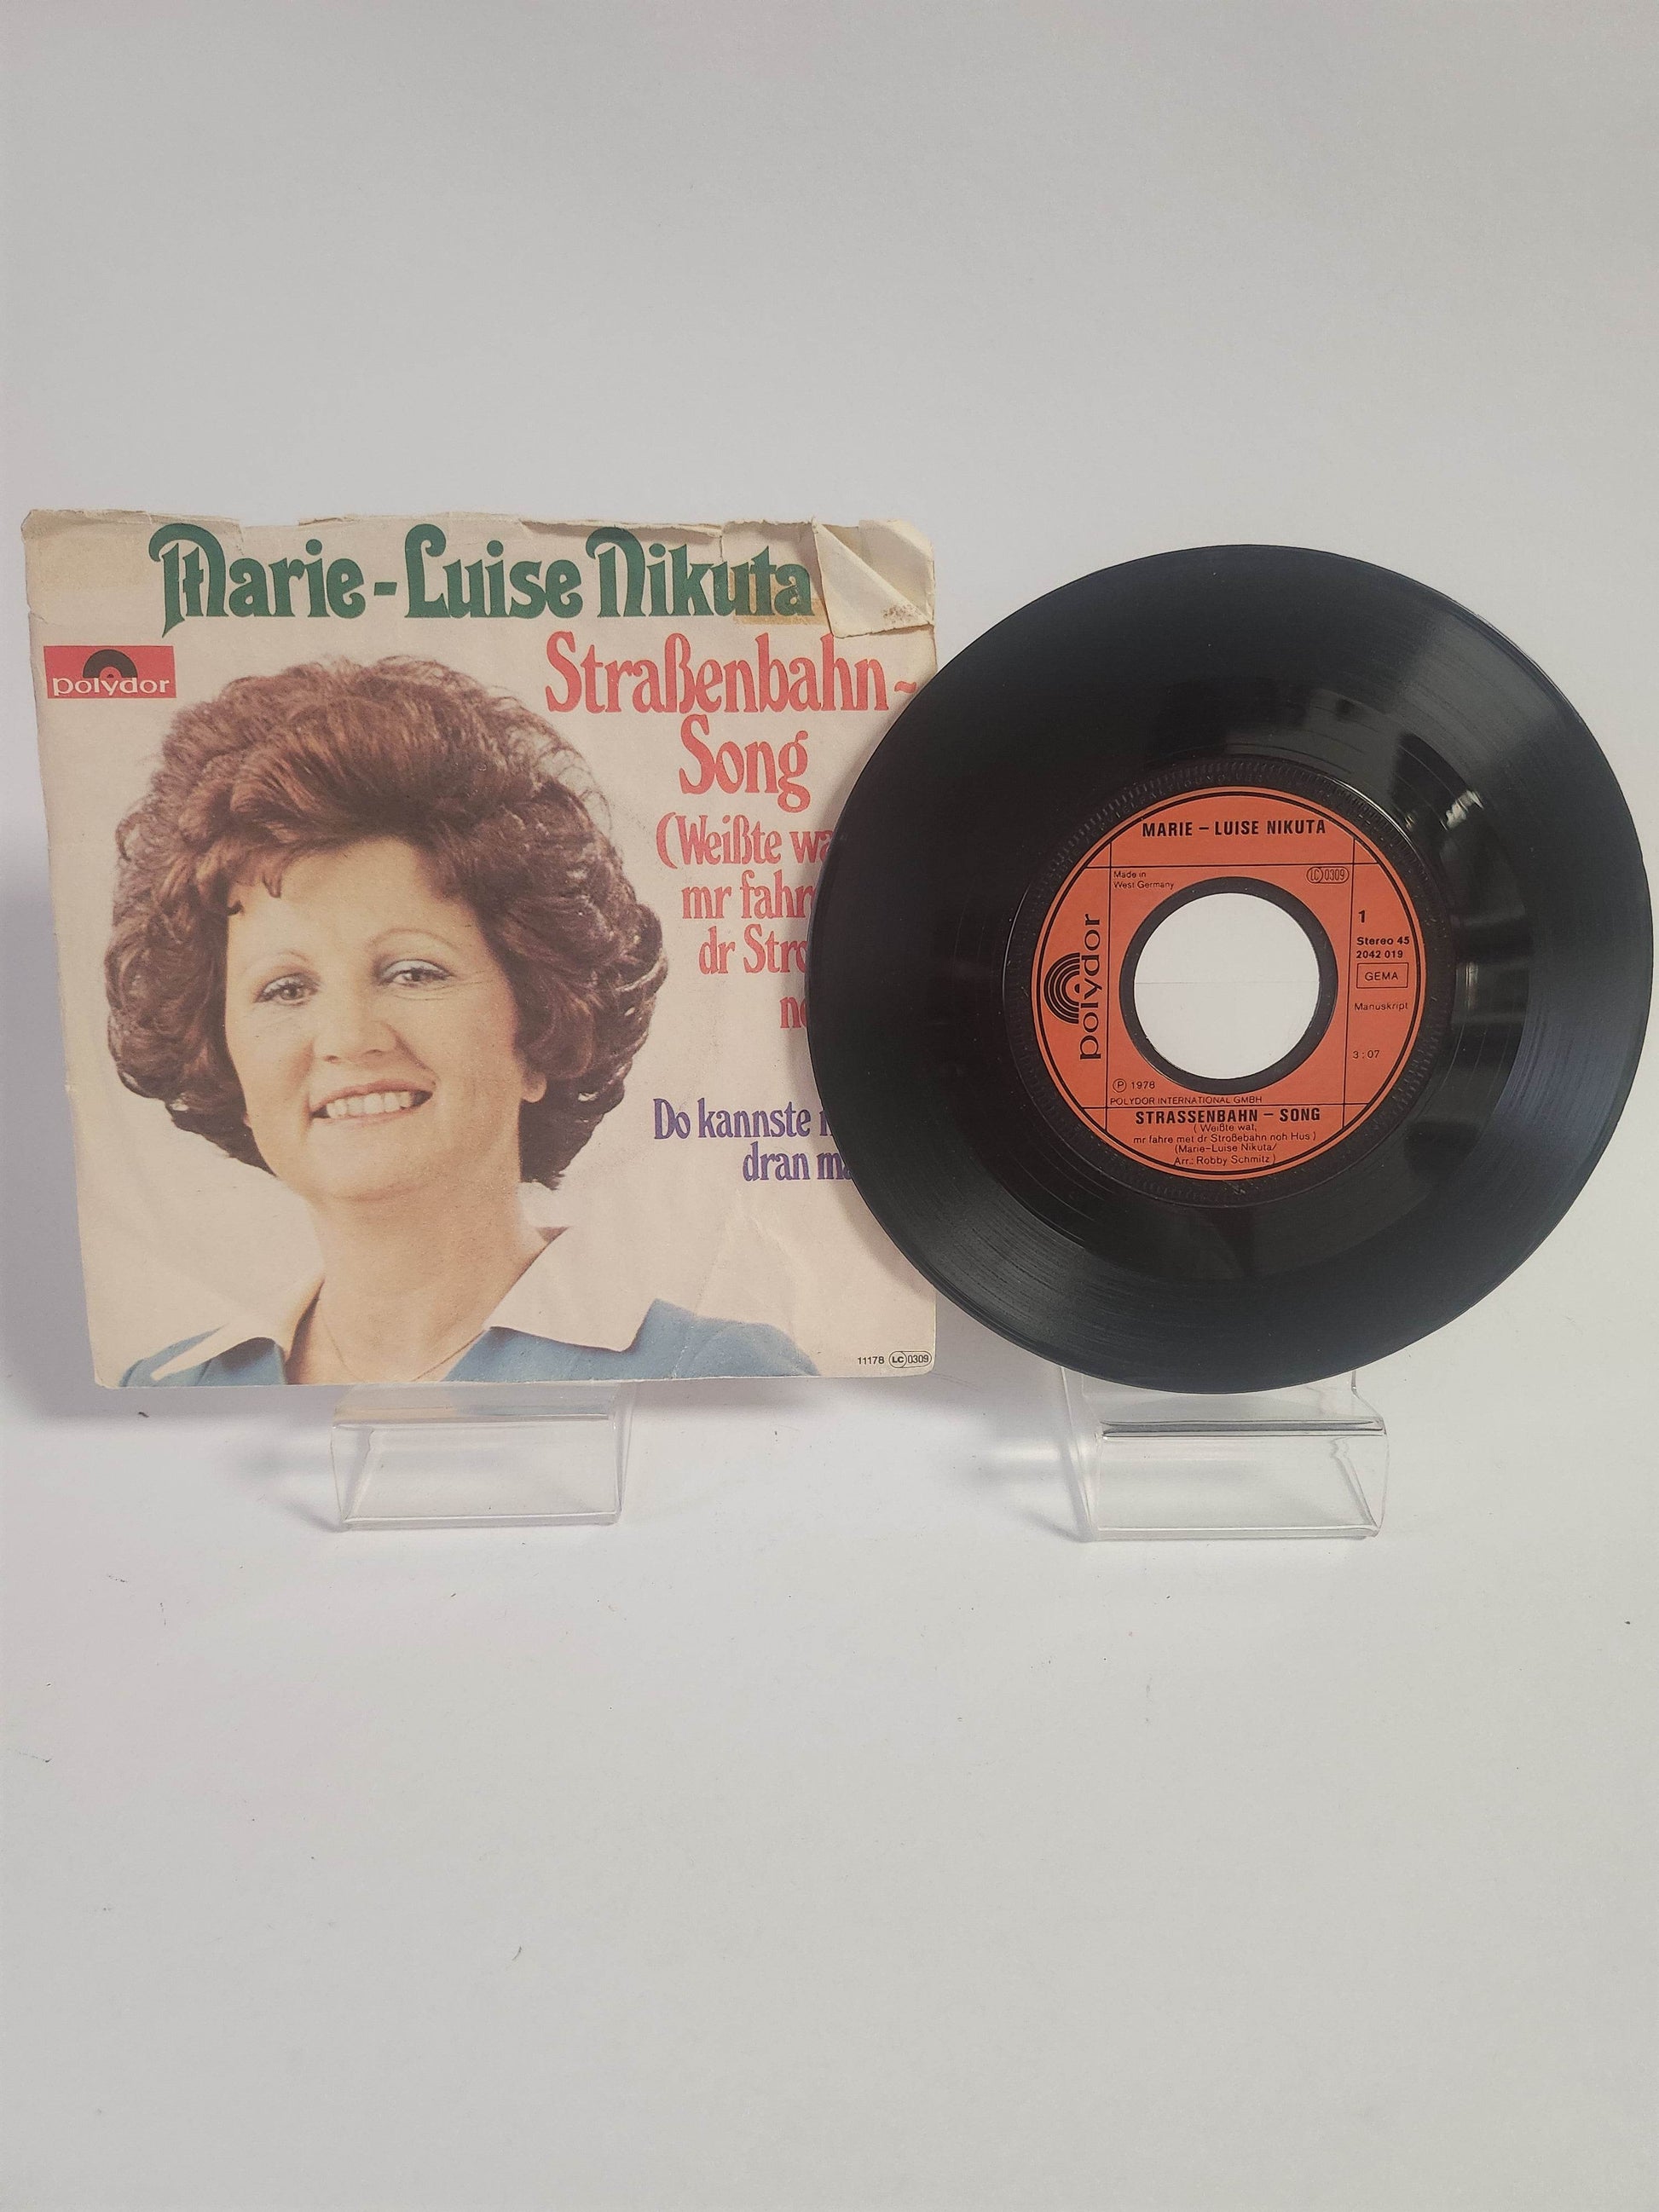 Marie-Luise Nikuta
polydor
Straßenbahn-
Song
(Weißte wa
mr fahr
dr Stro
Do kannste
dran ma
11178 LC 0309
MARIE – LUISE NIKUTA
Made in
West Germany
LC 0309
polydor
1
Stereo 45
2042 019
GEMA
Manuskript
3:07
Ⓟ 1978
POLYDOR INTERNATIONAL GMBH
STRASSENBAHN – SONG
(Weißte wat,
mr fahre met dr Stroßebahn noh Hus)
(Marie-Luise Nikuta/
Arr.: Robby Schmitz)